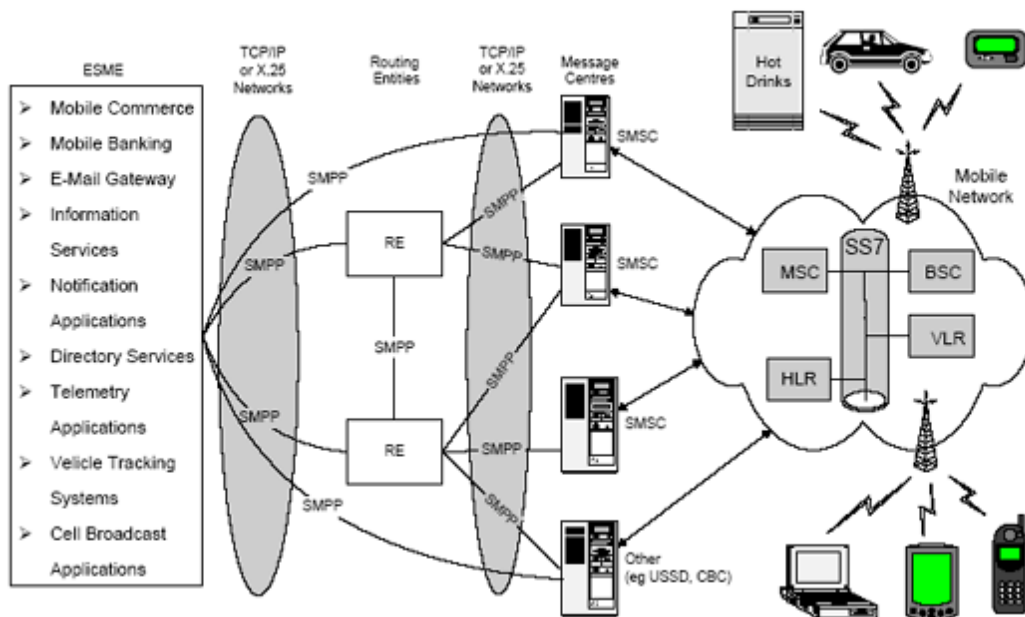 ESME
Mobile Commerce
Mobile Banking
E-Mail Gateway
Information
Services
Notification
Applications
Directory Services
Telemetry
Applications
Velicle Tracking
Systems
Cell Broadcast
Applications
TCP/IP
or X.25
Networks
Routing
Entities
TCP/IP
or X.25
Networks
Message
Centres
SMPP
SMPP
SMPP
SMPP
RE
SMPP
RE
SMPP
SMPP
SMPP
SMPP
SMPP
SMSC
SMSC
SMSC
Other
(eg USSD, CBC)
Hot
Drinks
Mobile
Network
SS7
MSC
BSC
VLR
HLR